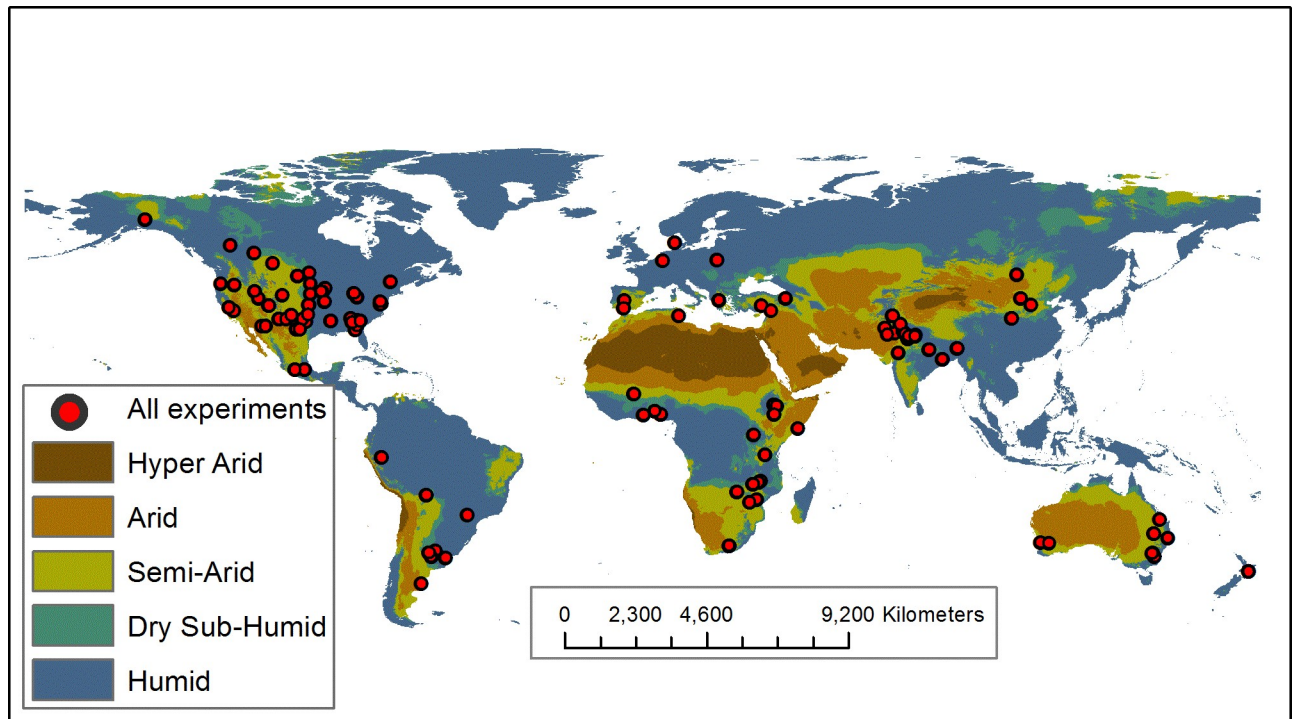 All experiments
Hyper Arid
Arid
Semi-Arid
Dry Sub-Humid
Humid
0 2,300 4,600 9,200 Kilometers